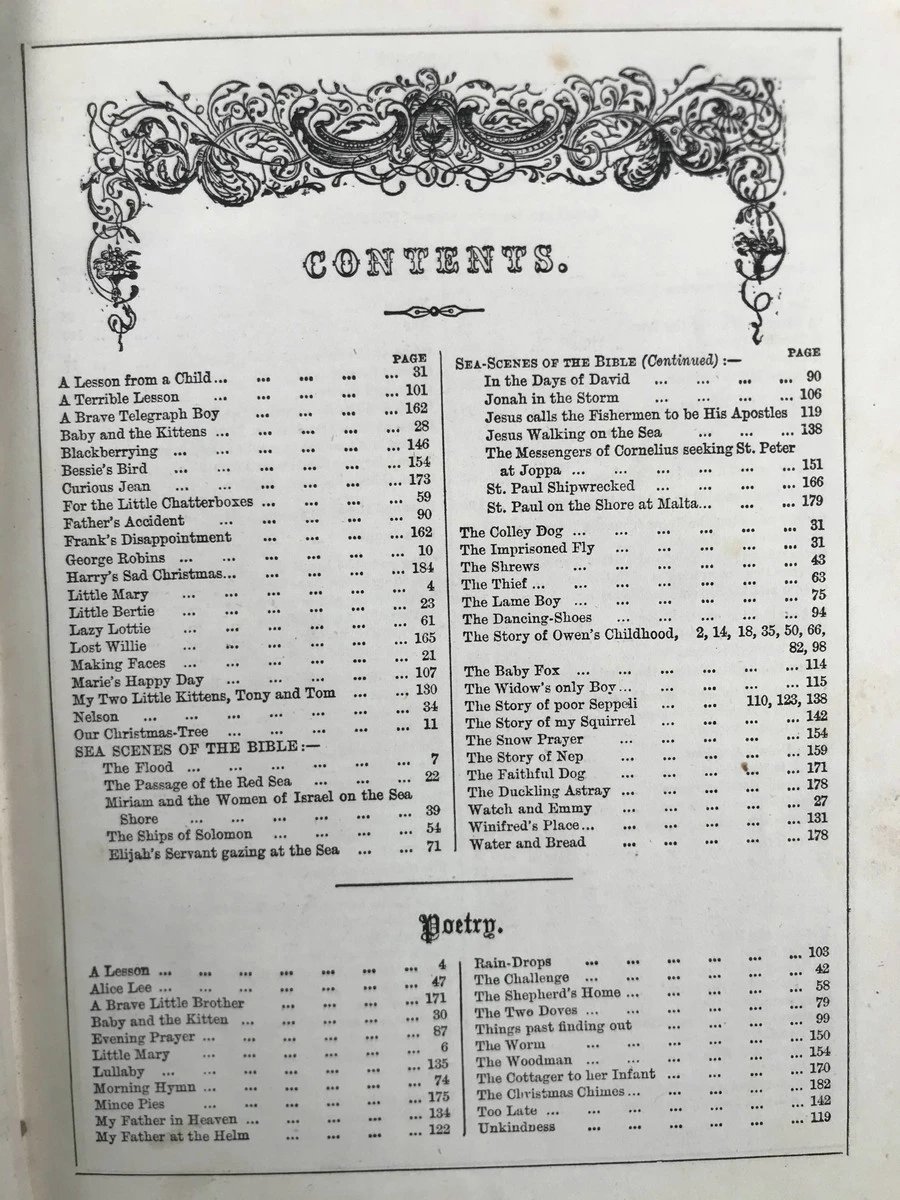 CONTENTS.
PAGE
A Lesson from a Child... ... ... ... ... 31
A Terrible Lesson ... ... ... ... ... 101
A Brave Telegraph Boy ... ... ... ... 162
Baby and the Kittens ... ... ... ... ... 28
Blackberrying ... ... ... ... ... ... 146
Bessie's Bird ... ... ... ... ... ... 154
Curious Jean ... ... ... ... ... ... 173
For the Little Chatterboxes ... ... ... ... 59
Father's Accident ... ... ... ... ... 90
Frank's Disappointment ... ... ... ... 162
George Robins ... ... ... ... ... ... 10
Harry's Sad Christmas... ... ... ... ... 184
Little Mary ... ... ... ... ... ... 4
Little Bertie ... ... ... ... ... ... 23
Lazy Lottie ... ... ... ... ... ... 61
Lost Willie ... ... ... ... ... ... 165
Making Faces ... ... ... ... ... ... 21
Marie's Happy Day ... ... ... ... ... 107
My Two Little Kittens, Tony and Tom ... ... 130
Nelson ... ... ... ... ... ... ... 34
Our Christmas-Tree ... ... ... ... ... 11
SEA SCENES OF THE BIBLE:—
The Flood ... ... ... ... ... ... 7
The Passage of the Red Sea ... ... ... 22
Miriam and the Women of Israel on the Sea
Shore ... ... ... ... ... ... 39
The Ships of Solomon ... ... ... ... 54
Elijah's Servant gazing at the Sea ... ... 71
PAGE
SEA-SCENES OF THE BIBLE (Continued) :—
In the Days of David ... ... ... ... 90
Jonah in the Storm ... ... ... ... 106
Jesus calls the Fishermen to be His Apostles 119
Jesus Walking on the Sea ... ... ... 138
The Messengers of Cornelius seeking St. Peter
at Joppa ... ... ... ... ... ... 151
St. Paul Shipwrecked ... ... ... ... 166
St. Paul on the Shore at Malta... ... ... 179
The Colley Dog ... ... ... ... ... ... 31
The Imprisoned Fly ... ... ... ... ... 31
The Shrews ... ... ... ... ... ... 43
The Thief ... ... ... ... ... ... ... 63
The Lame Boy ... ... ... ... ... ... 75
The Dancing-Shoes ... ... ... ... ... 94
The Story of Owen's Childhood, 2, 14, 18, 35, 50, 66,
82, 98
The Baby Fox ... ... ... ... ... ... 114
The Widow's only Boy... ... ... ... ... 115
The Story of poor Seppeli ... ... 110, 123, 138
The Story of my Squirrel ... ... ... ... 142
The Snow Prayer ... ... ... ... ... 154
The Story of Nep ... ... ... ... ... 159
The Faithful Dog ... ... ... ... ... 171
The Duckling Astray ... ... ... ... ... 178
Watch and Emmy ... ... ... ... ... 27
Winifred's Place... ... ... ... ... ... 131
Water and Bread ... ... ... ... ... 178
Poetry.
A Lesson ... ... ... ... ... ... ... 4
Alice Lee ... ... ... ... ... ... ... 47
A Brave Little Brother ... ... ... ... 171
Baby and the Kitten ... ... ... ... ... 30
Evening Prayer ... ... ... ... ... ... 87
Little Mary ... ... ... ... ... ... 6
Lullaby ... ... ... ... ... ... ... 135
Morning Hymn ... ... ... ... ... ... 74
Mince Pies ... ... ... ... ... ... 175
My Father in Heaven ... ... ... ... ... 134
My Father at the Helm ... ... ... ... 122
Rain-Drops ... ... ... ... ... ... 103
The Challenge ... ... ... ... ... ... 42
The Shepherd's Home ... ... ... ... ... 58
The Two Doves ... ... ... ... ... ... 79
Things past finding out ... ... ... ... 99
The Worm ... ... ... ... ... ... 150
The Woodman ... ... ... ... ... ... 154
The Cottager to her Infant ... ... ... ... 170
The Christmas Chimes... ... ... ... ... 182
Too Late ... ... ... ... ... ... ... 142
Unkindness ... ... ... ... ... ... 119